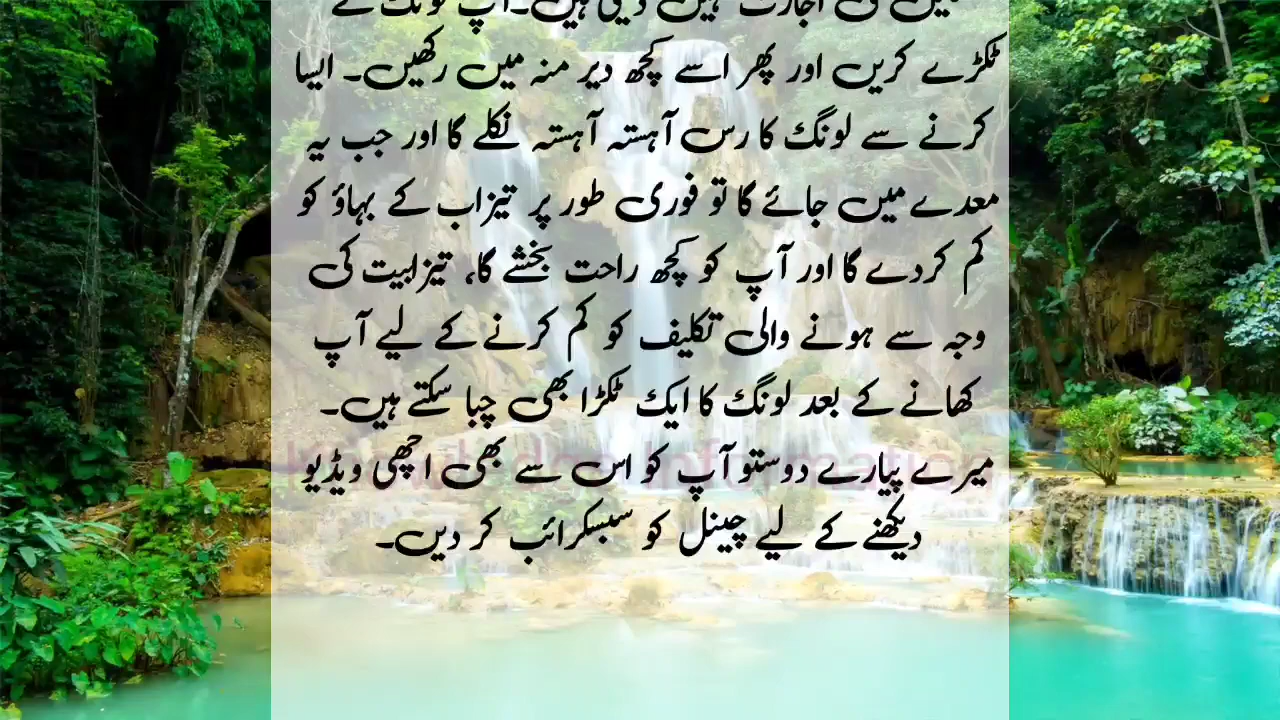 کی اجازت نہیں دیتی ہیں۔ آپ لونگ کے
ٹکڑے کریں اور پھر اسے کچھ دیر منہ میں رکھیں۔ ایسا
کرنے سے لونگ کا رس آہستہ آہستہ نکلے گا اور جب یہ
معدے میں جائے گا تو فوری طور پر تیزاب کے بہاؤ کو
کم کردے گا اور آپ کو کچھ راحت بخشے گا، تیزابیت کی
وجہ سے ہونے والی تکلیف کو کم کرنے کے لیے آپ
کھانے کے بعد لونگ کا ایک ٹکڑا بھی چبا سکتے ہیں۔
میرے پیارے دوستو آپ کو اس سے بھی اچھی ویڈیو
دیکھنے کے لیے چینل کو سبسکرائب کر دیں۔
Knowledge Information